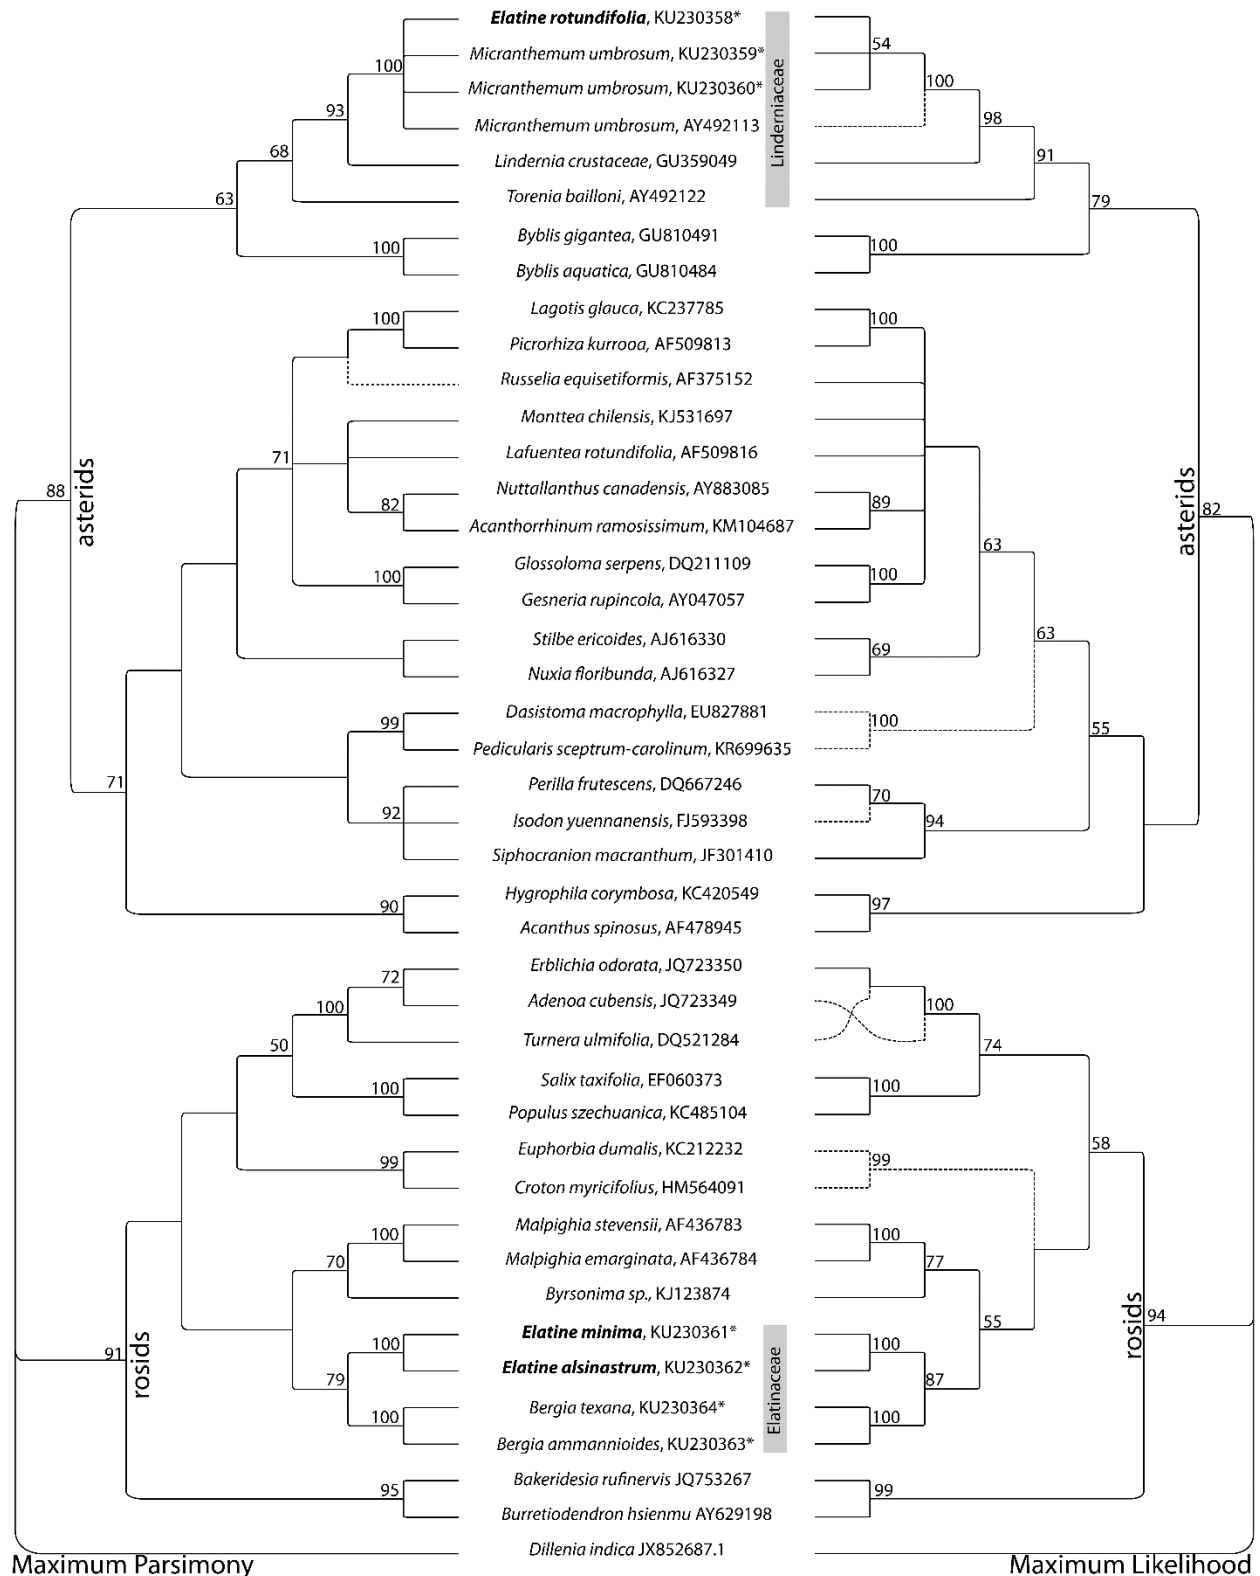 Elatine rotundifolia, KU230358*
Micranthemum umbrosum, KU230359*
54
Micranthemum umbrosum, KU230360*
100
100
Micranthemum umbrosum, AY492113
93
98
Lindernia crustaceae, GU359049
68
91
Torenia bailloni, AY492122
63
79
Linderniaceae
Byblis gigantea, GU810491
100
100
Byblis aquatica, GU810484
Lagotis glauca, KC237785
100
100
Picrorhiza kurrooa, AF509813
Russelia equisetiformis, AF375152
Monttea chilensis, KJ531697
Lafuentea rotundifolia, AF509816
71
Nuttallanthus canadensis, AY883085
88
asterids
82
89
asterids
82
Acanthorrhinum ramosissimum, KM104687
Glossoloma serpens, DQ211109
63
100
100
Gesneria rupincola, AY047057
Stilbe ericoides, AJ616330
63
69
Nuxia floribunda, AJ616327
Dasistoma macrophylla, EU827881
99
100
55
Pedicularis sceptrum-carolinum, KR699635
71
Perilla frutescens, DQ667246
70
92
Isodon yuennanensis, FJ593398
94
Siphocranion macranthum, JF301410
Hygrophila corymbosa, KC420549
90
97
Acanthus spinosus, AF478945
Erblichia odorata, JQ723350
72
Adenoa cubensis, JQ723349
100
100
Turnera ulmifolia, DQ521284
50
74
Salix taxifolia, EF060373
100
100
Populus szechuanica, KC485104
Euphorbia dumalis, KC212232
58
99
99
Croton myricifolius, HM564091
Malpighia stevensii, AF436783
100
100
Malpighia emarginata, AF436784
70
77
Byrsonima sp., KJ123874
Elatine minima, KU230361*
55
94
100
100
91
rosids
rosids
Elatine alsinastrum, KU230362*
79
87
Bergia texana, KU230364*
100
100
Bergia ammannioides, KU230363*
Elatinaceae
Bakeridesia rufinervis JQ753267
95
99
Burretiodendron hsienmu AY629198
Dillenia indica JX852687.1
Maximum Parsimony
Maximum Likelihood